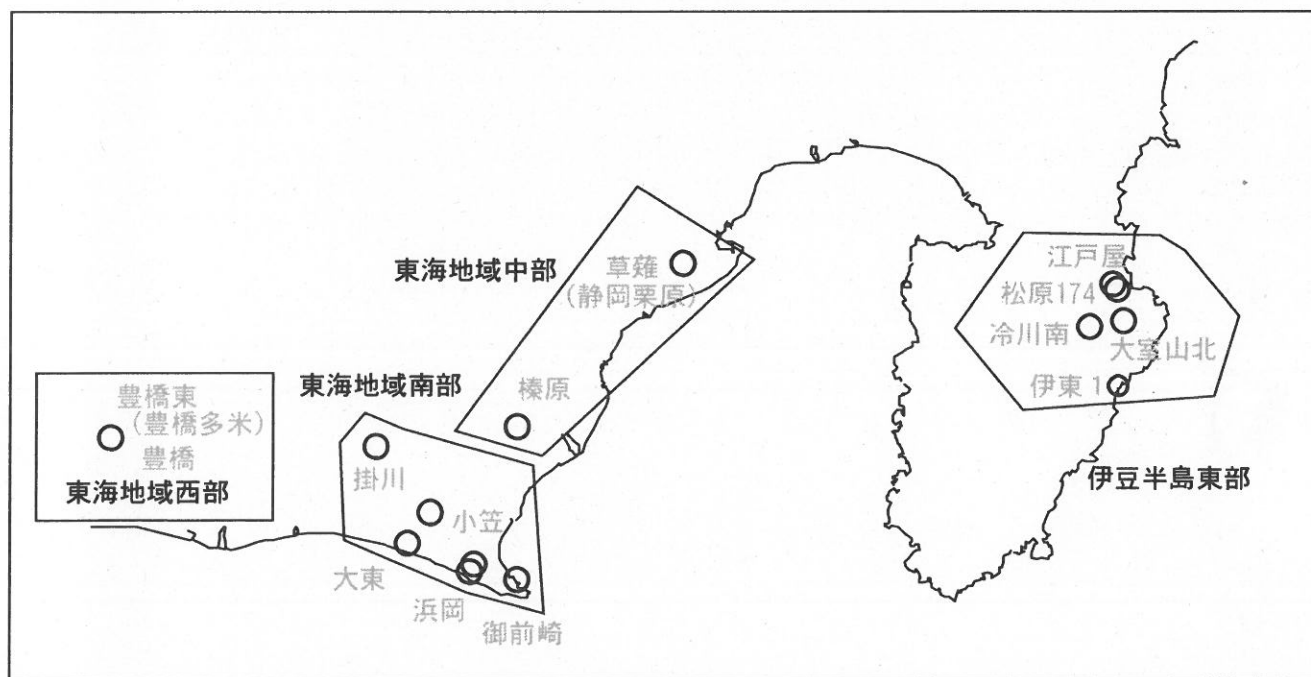 東海地域中部
草薙
(静岡栗原)
榛原
東海地域南部
掛川
小笠
大東
浜岡
御前崎
豊橋東
(豊橋多米)
豊橋
東海地域西部
江戸屋
松原174
冷川南
大室山北
伊東1
伊豆半島東部